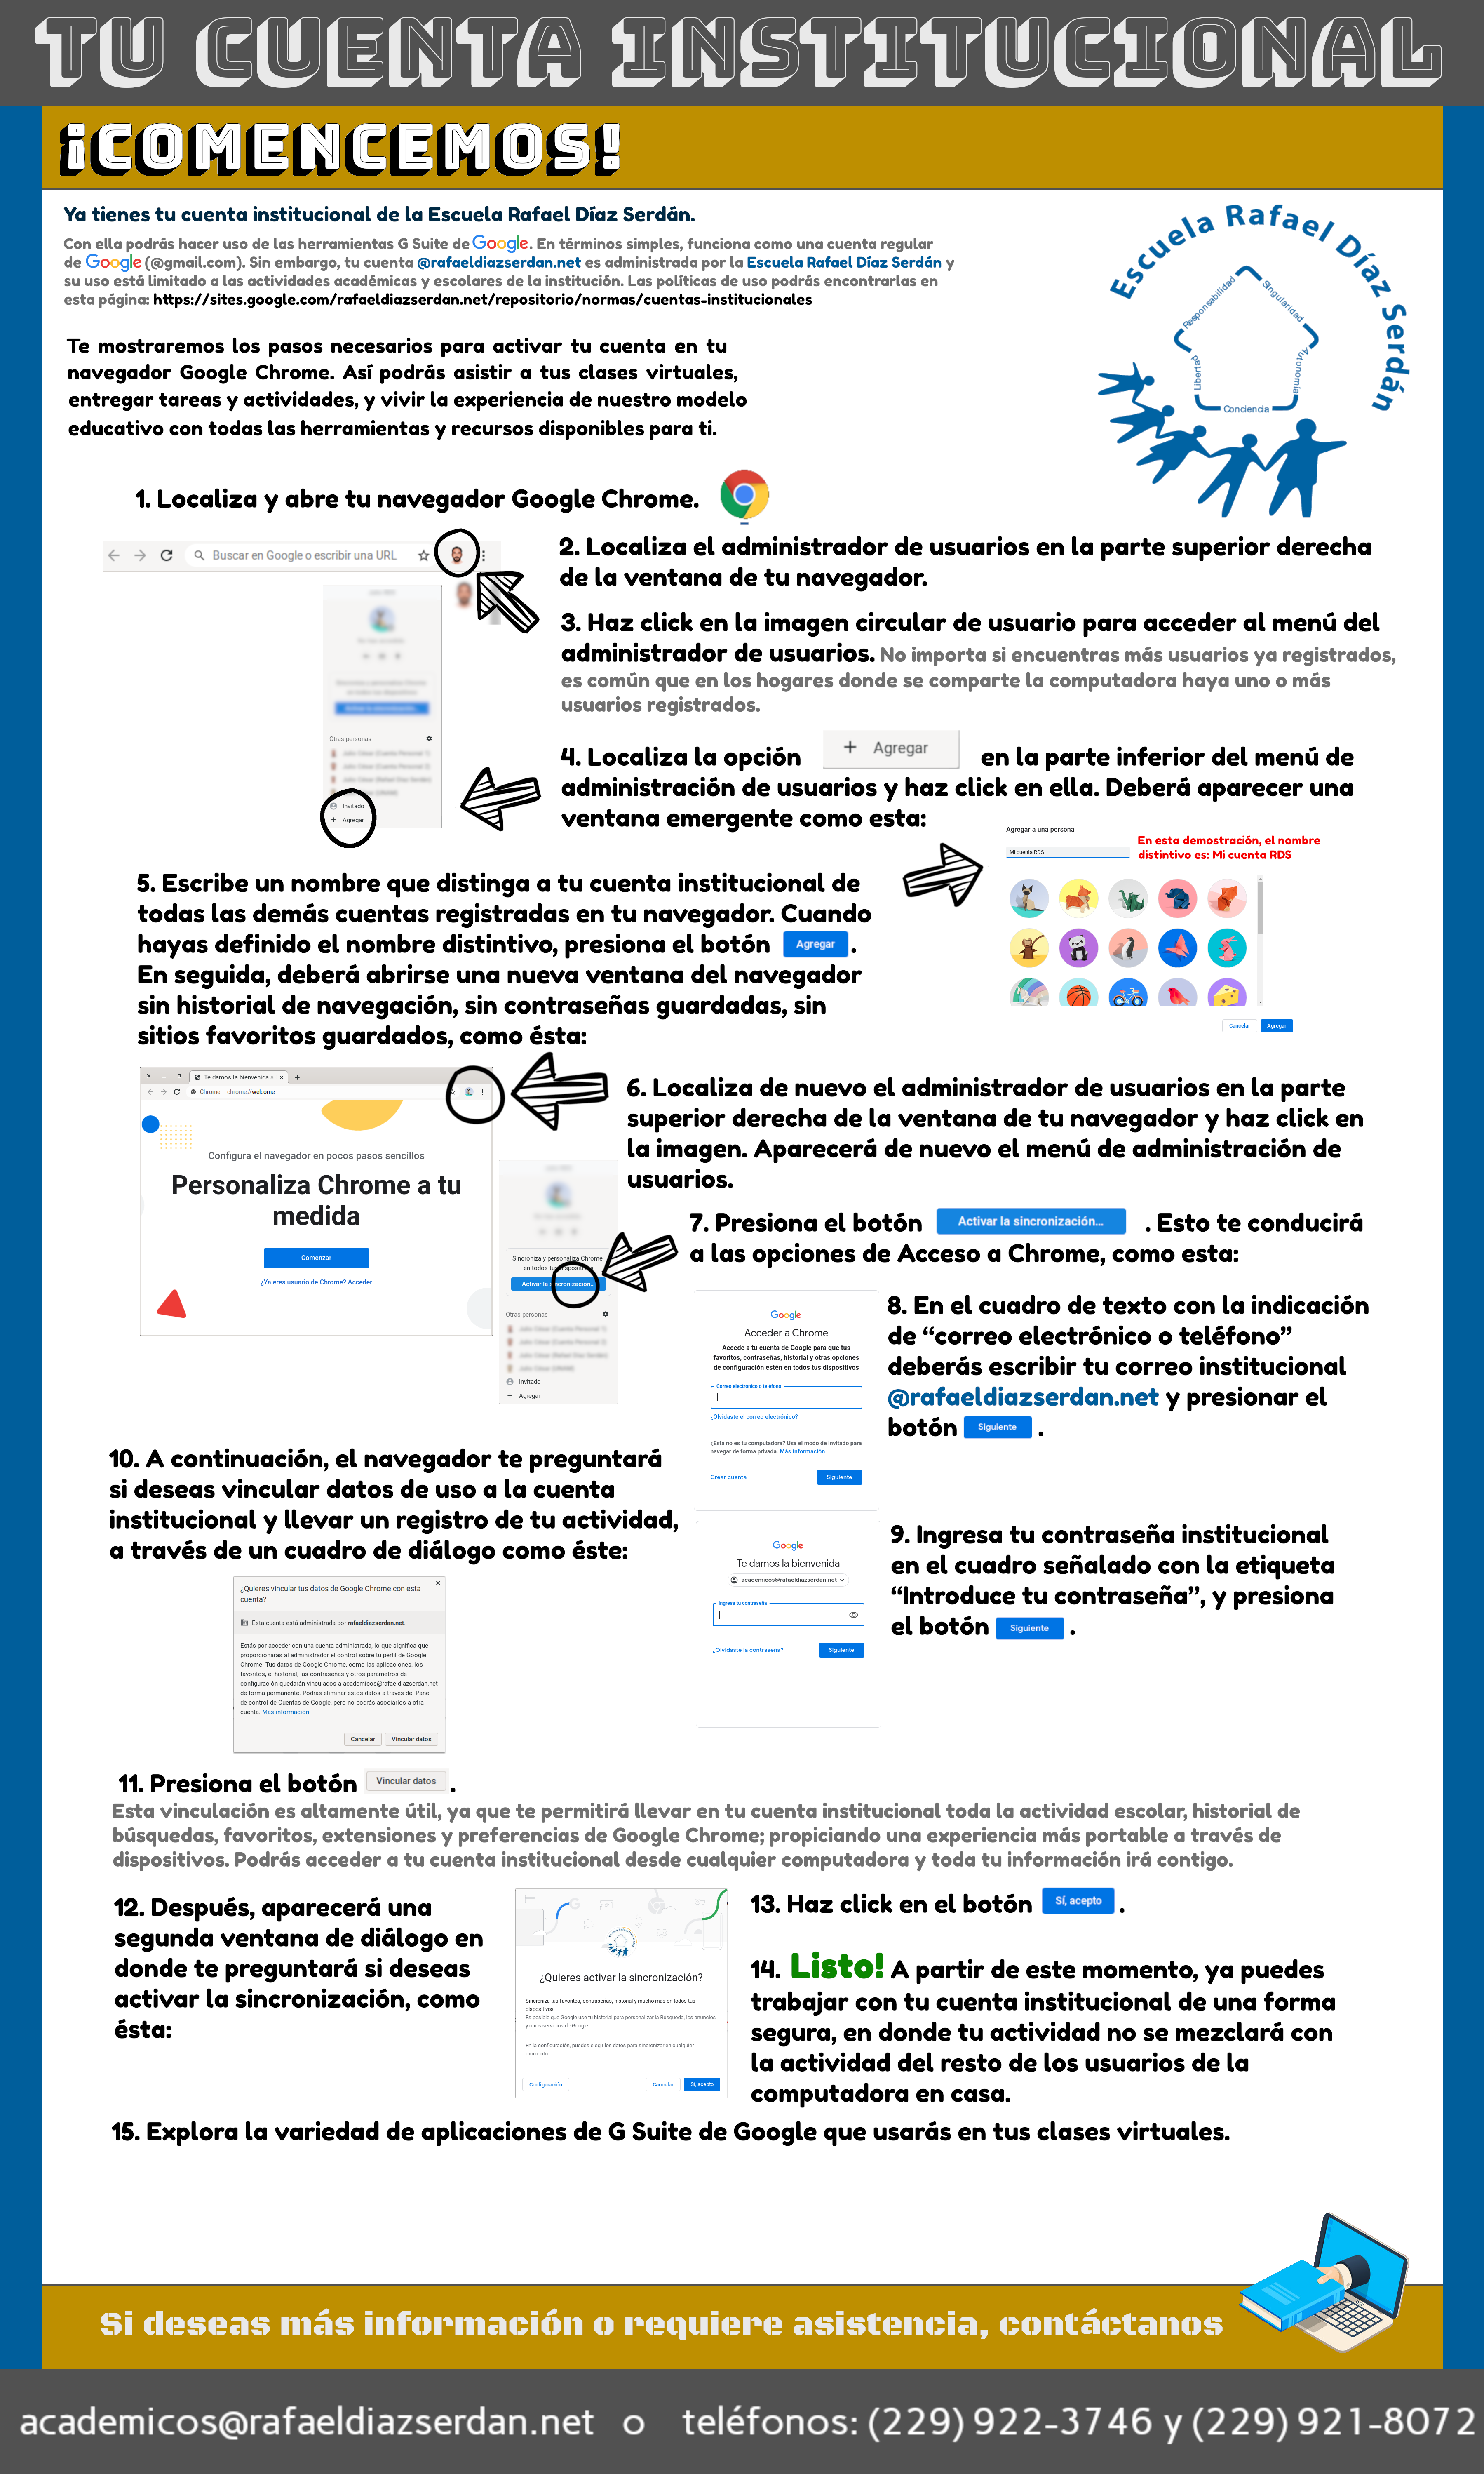 TU CUENTA INSTITUCIONAL
¡COMENCEMOS!
Ya tienes tu cuenta institucional de la Escuela Rafael Díaz Serdán.
Con ella podrás hacer uso de las herramientas G Suite de Google. En términos simples, funciona como una cuenta regular
de Google (@gmail.com). Sin embargo, tu cuenta @rafaeldiazserdan.net es administrada por la Escuela Rafael Díaz Serdán y
su uso está limitado a las actividades académicas y escolares de la institución. Las políticas de uso podrás encontrarlas en
esta página: https://sites.google.com/rafaeldiazserdan.net/repositorio/normas/cuentas-institucionales
Escuela Rafael Díaz Serdán
Responsabilidad
Singularidad
Libertad
Autonomía
Conciencia
Te mostraremos los pasos necesarios para activar tu cuenta en tu
navegador Google Chrome. Así podrás asistir a tus clases virtuales,
entregar tareas y actividades, y vivir la experiencia de nuestro modelo
educativo con todas las herramientas y recursos disponibles para ti.
1. Localiza y abre tu navegador Google Chrome.
Buscar en Google o escribir una URL
2. Localiza el administrador de usuarios en la parte superior derecha
de la ventana de tu navegador.
3. Haz click en la imagen circular de usuario para acceder al menú del
administrador de usuarios. No importa si encuentras más usuarios ya registrados,
es común que en los hogares donde se comparte la computadora haya uno o más
usuarios registrados.
Otras personas
Invitado
+ Agregar
4. Localiza la opción + Agregar en la parte inferior del menú de
administración de usuarios y haz click en ella. Deberá aparecer una
ventana emergente como esta:
Agregar a una persona
Mi cuenta RDS
En esta demostración, el nombre
distintivo es: Mi cuenta RDS
Cancelar
Agregar
5. Escribe un nombre que distinga a tu cuenta institucional de
todas las demás cuentas registradas en tu navegador. Cuando
hayas definido el nombre distintivo, presiona el botón Agregar .
En seguida, deberá abrirse una nueva ventana del navegador
sin historial de navegación, sin contraseñas guardadas, sin
sitios favoritos guardados, como ésta:
Te damos la bienvenida
Chrome | chrome://welcome
Configura el navegador en pocos pasos sencillos
Personaliza Chrome a tu
medida
Comenzar
¿Ya eres usuario de Chrome? Acceder
6. Localiza de nuevo el administrador de usuarios en la parte
superior derecha de la ventana de tu navegador y haz click en
la imagen. Aparecerá de nuevo el menú de administración de
usuarios.
Sincroniza y personaliza Chrome
en todos tus dispositivos
Activar la sincronización...
Otras personas
Invitado
+ Agregar
7. Presiona el botón Activar la sincronización... . Esto te conducirá
a las opciones de Acceso a Chrome, como esta:
Google
Acceder a Chrome
Accede a tu cuenta de Google para que tus
favoritos, contraseñas, historial y otras opciones
de configuración estén en todos tus dispositivos
Correo electrónico o teléfono
¿Olvidaste el correo electrónico?
¿Esta no es tu computadora? Usa el modo de invitado para
navegar de forma privada. Más información
Crear cuenta
Siguiente
8. En el cuadro de texto con la indicación
de “correo electrónico o teléfono”
deberás escribir tu correo institucional
@rafaeldiazserdan.net y presionar el
botón Siguiente .
Google
Te damos la bienvenida
academicos@rafaeldiazserdan.net
Ingresa tu contraseña
¿Olvidaste la contraseña?
Siguiente
9. Ingresa tu contraseña institucional
en el cuadro señalado con la etiqueta
“Introduce tu contraseña”, y presiona
el botón Siguiente .
10. A continuación, el navegador te preguntará
si deseas vincular datos de uso a la cuenta
institucional y llevar un registro de tu actividad,
a través de un cuadro de diálogo como éste:
¿Quieres vincular tus datos de Google Chrome con esta
cuenta?
Esta cuenta está administrada por rafaeldiazserdan.net.
Estás por acceder con una cuenta administrada, lo que significa que
proporcionarás al administrador el control sobre tu perfil de Google
Chrome. Tus datos de Google Chrome, como las aplicaciones, los
favoritos, el historial, las contraseñas y otros parámetros de
configuración quedarán vinculados a academicos@rafaeldiazserdan.net
de forma permanente. Podrás eliminar estos datos a través del Panel
de control de Cuentas de Google, pero no podrás asociarlos a otra
cuenta. Más información
Cancelar
Vincular datos
11. Presiona el botón Vincular datos .
Esta vinculación es altamente útil, ya que te permitirá llevar en tu cuenta institucional toda la actividad escolar, historial de
búsquedas, favoritos, extensiones y preferencias de Google Chrome; propiciando una experiencia más portable a través de
dispositivos. Podrás acceder a tu cuenta institucional desde cualquier computadora y toda tu información irá contigo.
12. Después, aparecerá una
segunda ventana de diálogo en
donde te preguntará si deseas
activar la sincronización, como
ésta:
¿Quieres activar la sincronización?
Sincroniza tus favoritos, contraseñas, historial y mucho más en todos tus
dispositivos
Es posible que Google use tu historial para personalizar la Búsqueda, los anuncios
y otros servicios de Google
En la configuración, puedes elegir los datos para sincronizar en cualquier
momento.
Configuración
Cancelar
Sí, acepto
13. Haz click en el botón Sí, acepto .
14. Listo! A partir de este momento, ya puedes
trabajar con tu cuenta institucional de una forma
segura, en donde tu actividad no se mezclará con
la actividad del resto de los usuarios de la
computadora en casa.
15. Explora la variedad de aplicaciones de G Suite de Google que usarás en tus clases virtuales.
Si deseas más información o requiere asistencia, contáctanos
academicos@rafaeldiazserdan.net o teléfonos: (229) 922-3746 y (229) 921-8072